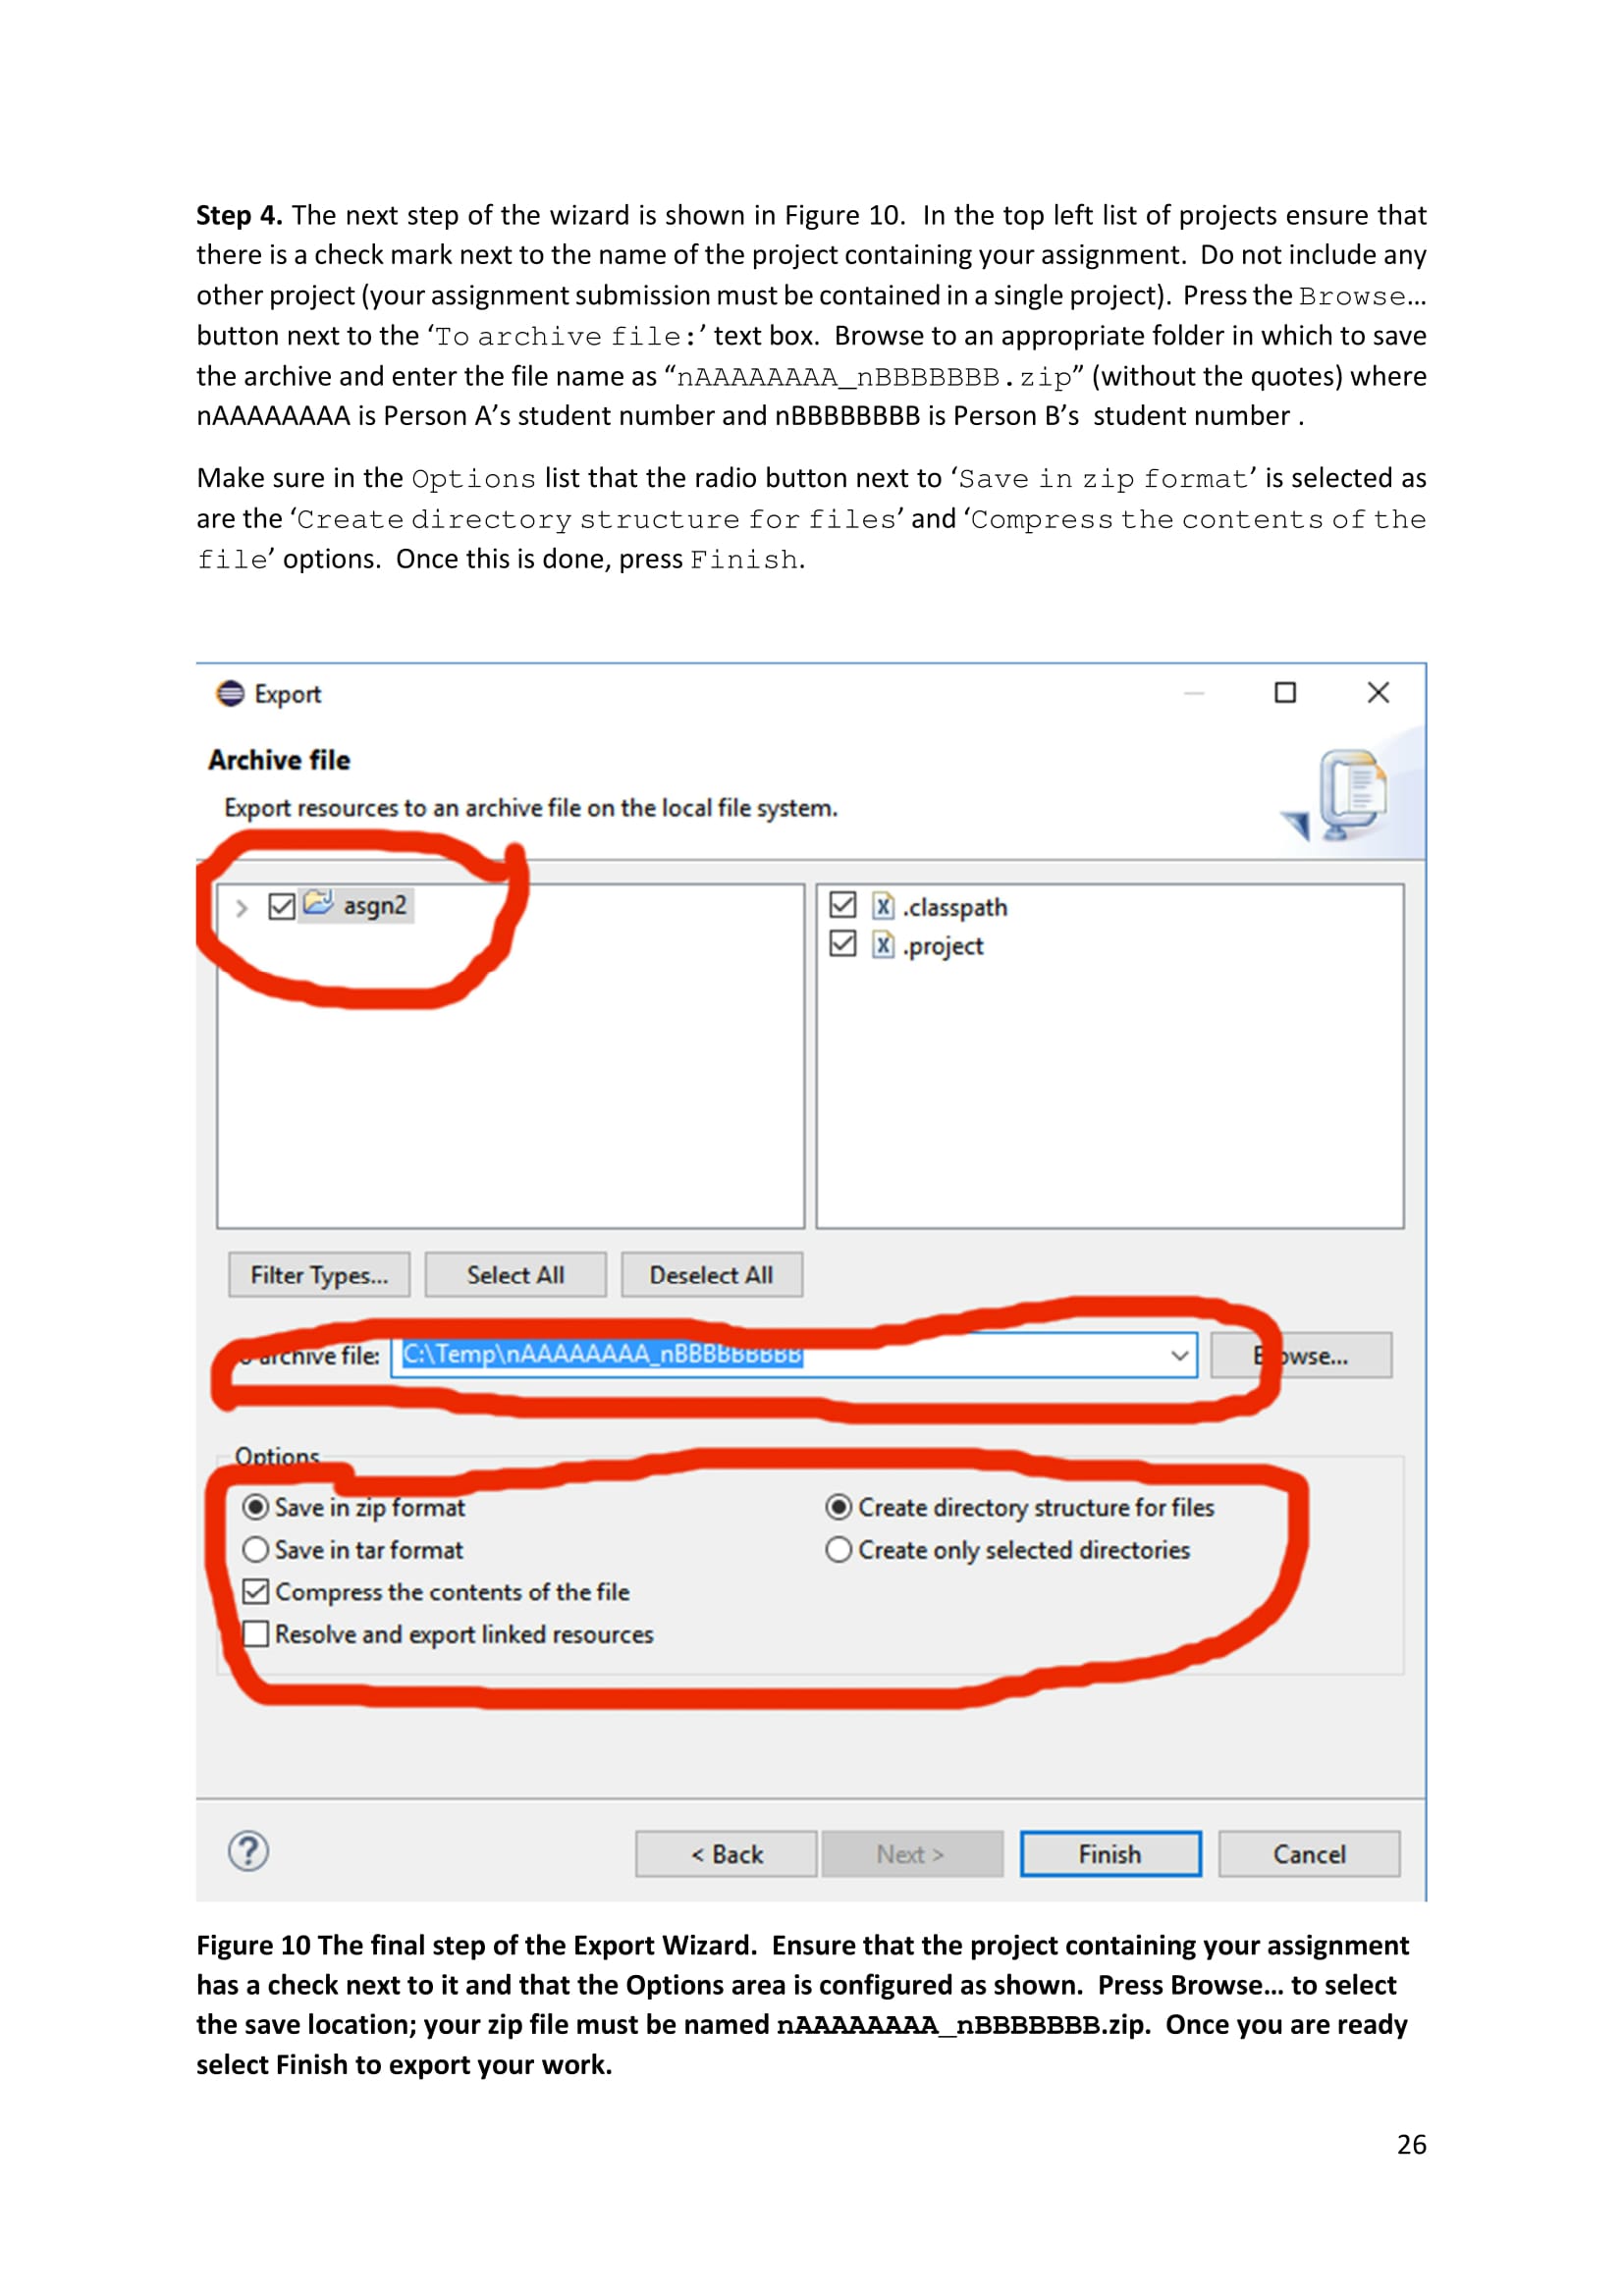 Step 4. The next step of the wizard is shown in Figure 10. In the top left list of projects ensure that
there is a check mark next to the name of the project containing your assignment. Do not include any
other project (your assignment submission must be contained in a single project). Press the Browse…
button next to the ‘To archive file:’ text box. Browse to an appropriate folder in which to save
the archive and enter the file name as “nAAAAAAAA_nBBBBBBB.zip” (without the quotes) where
nAAAAAAAA is Person A’s student number and nBBBBBBBB is Person B’s student number .
Make sure in the Options list that the radio button next to ‘Save in zip format’ is selected as
are the ‘Create directory structure for files’ and ‘Compress the contents of the
file’ options. Once this is done, press Finish.
Export
Archive file
Export resources to an archive file on the local file system.
asgn2
.classpath
.project
Filter Types...
Select All
Deselect All
archive file:
C:\Temp\nAAAAAAAA_nBBBBBBBBB
Browse...
Options
Save in zip format
Create directory structure for files
Save in tar format
Create only selected directories
Compress the contents of the file
Resolve and export linked resources
< Back
Next >
Finish
Cancel
Figure 10 The final step of the Export Wizard. Ensure that the project containing your assignment
has a check next to it and that the Options area is configured as shown. Press Browse… to select
the save location; your zip file must be named nAAAAAAAA_nBBBBBBB.zip. Once you are ready
select Finish to export your work.
26